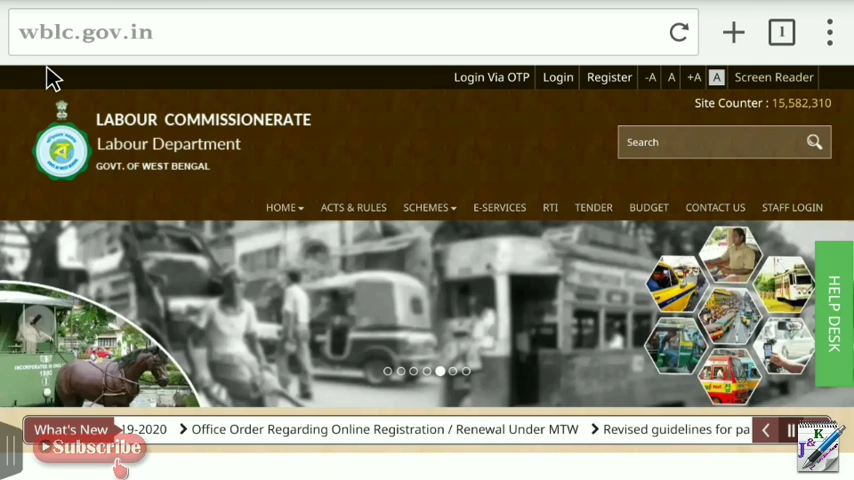 wblc.gov.in
1
Login Via OTP Login Register -A A +A A Screen Reader
Site Counter : 15,582,310
LABOUR COMMISSIONERATE
Labour Department
GOVT. OF WEST BENGAL
Search
HOME ACTS & RULES SCHEMES E-SERVICES RTI TENDER BUDGET CONTACT US STAFF LOGIN
ব
HELP DESK
What's New 19-2020 Office Order Regarding Online Registration / Renewal Under MTW Revised guidelines for pa
Subscribe
J&K